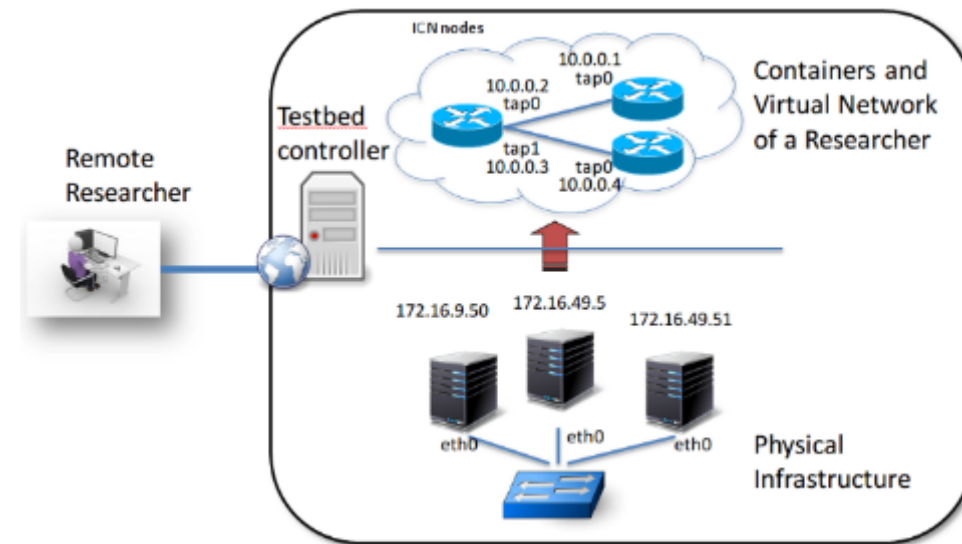 ICN nodes
10.0.0.1
tap0
10.0.0.2
tap0
tap1
10.0.0.3
tap0
10.0.0.4
Containers and
Virtual Network
of a Researcher
Testbed
controller
Remote
Researcher
172.16.9.50
172.16.49.5
172.16.49.51
eth0
eth0
eth0
Physical
Infrastructure